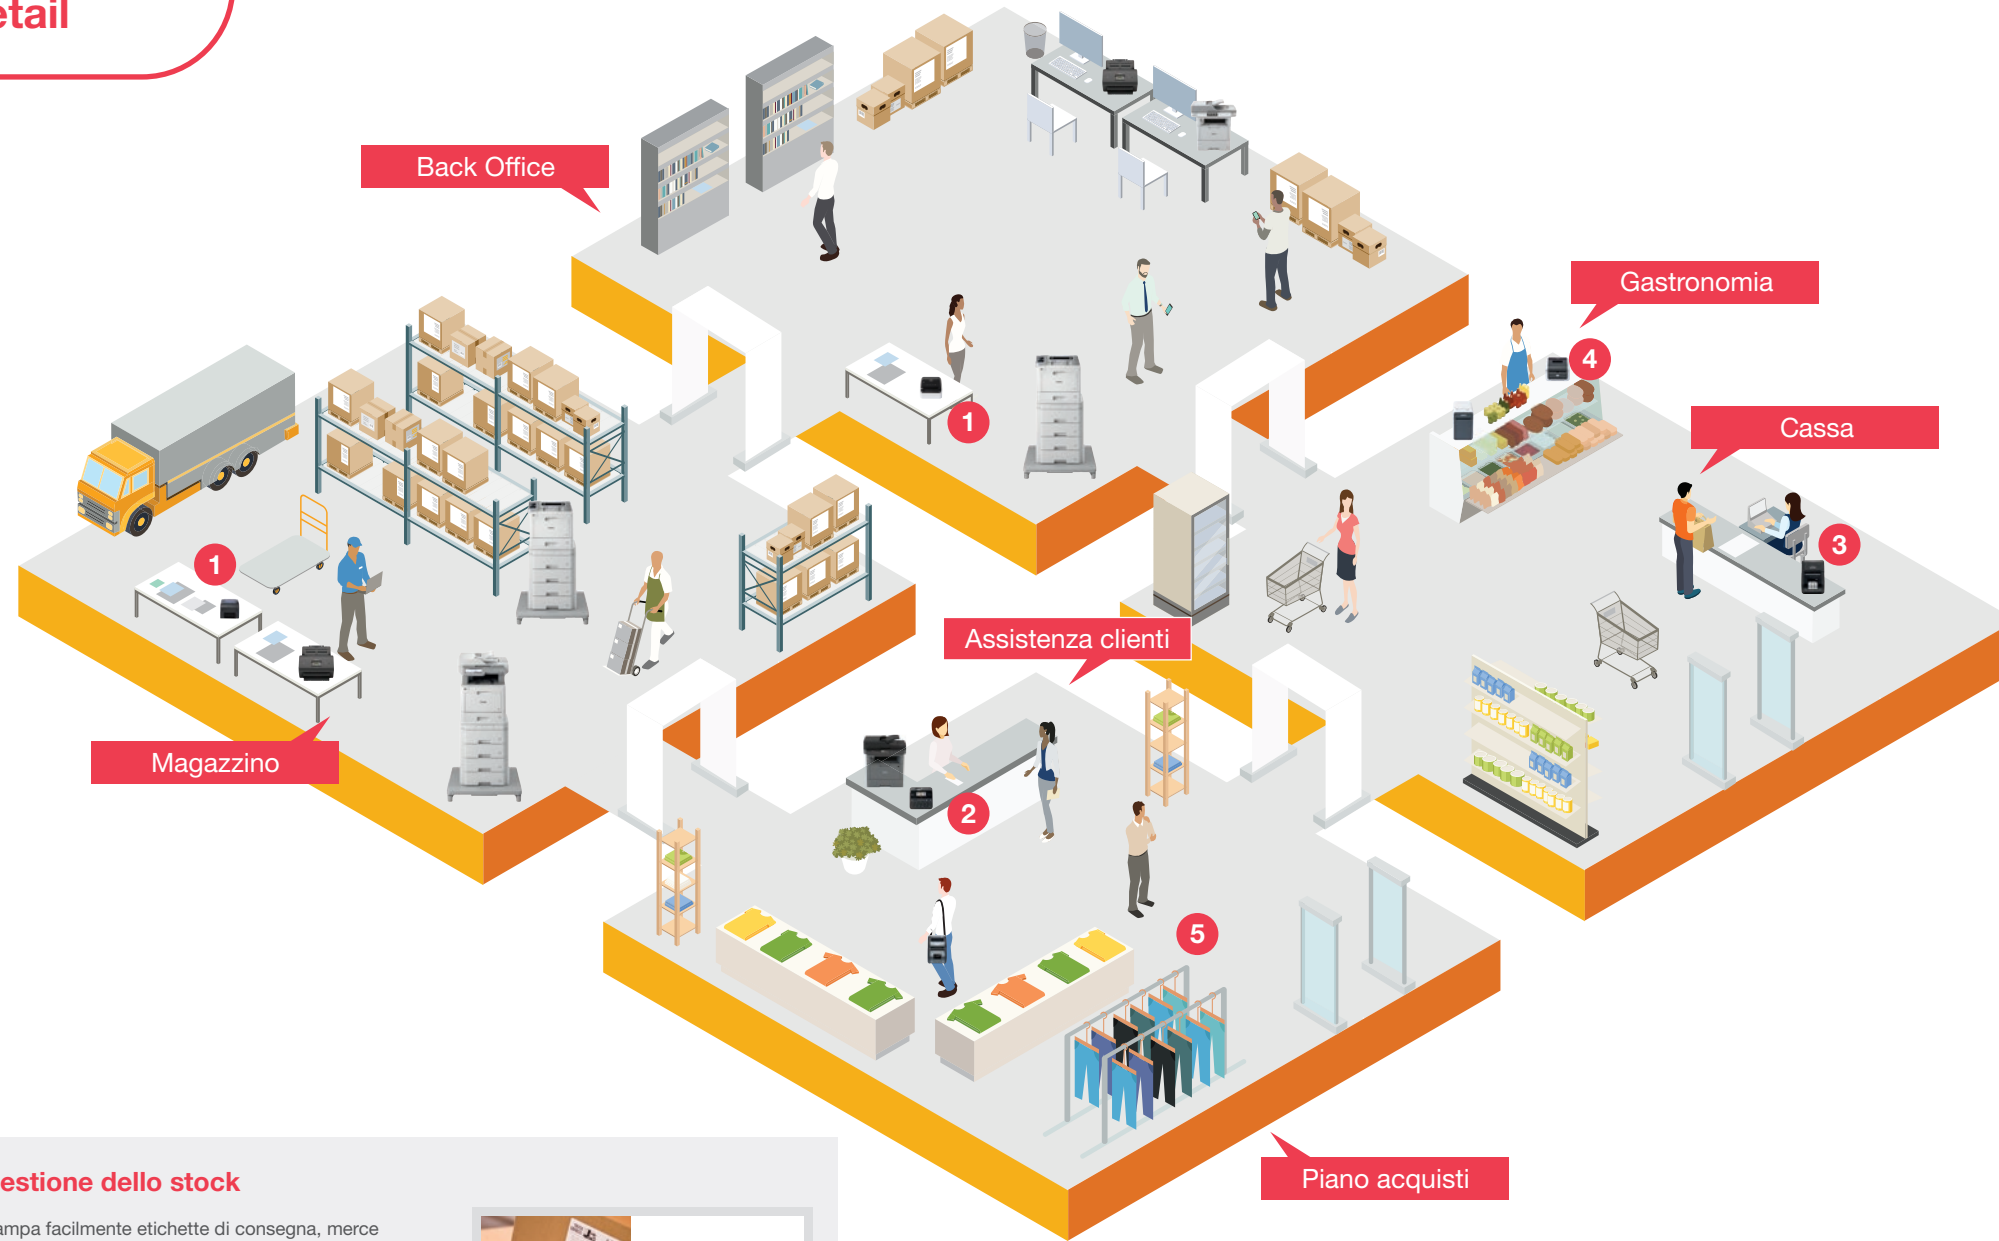 etail
Back Office
Gastronomia
4
Cassa
1
3
1
Assistenza clienti
Magazzino
2
5
Piano acquisti
estione dello stock
ampa facilmente etichette di consegna, merce